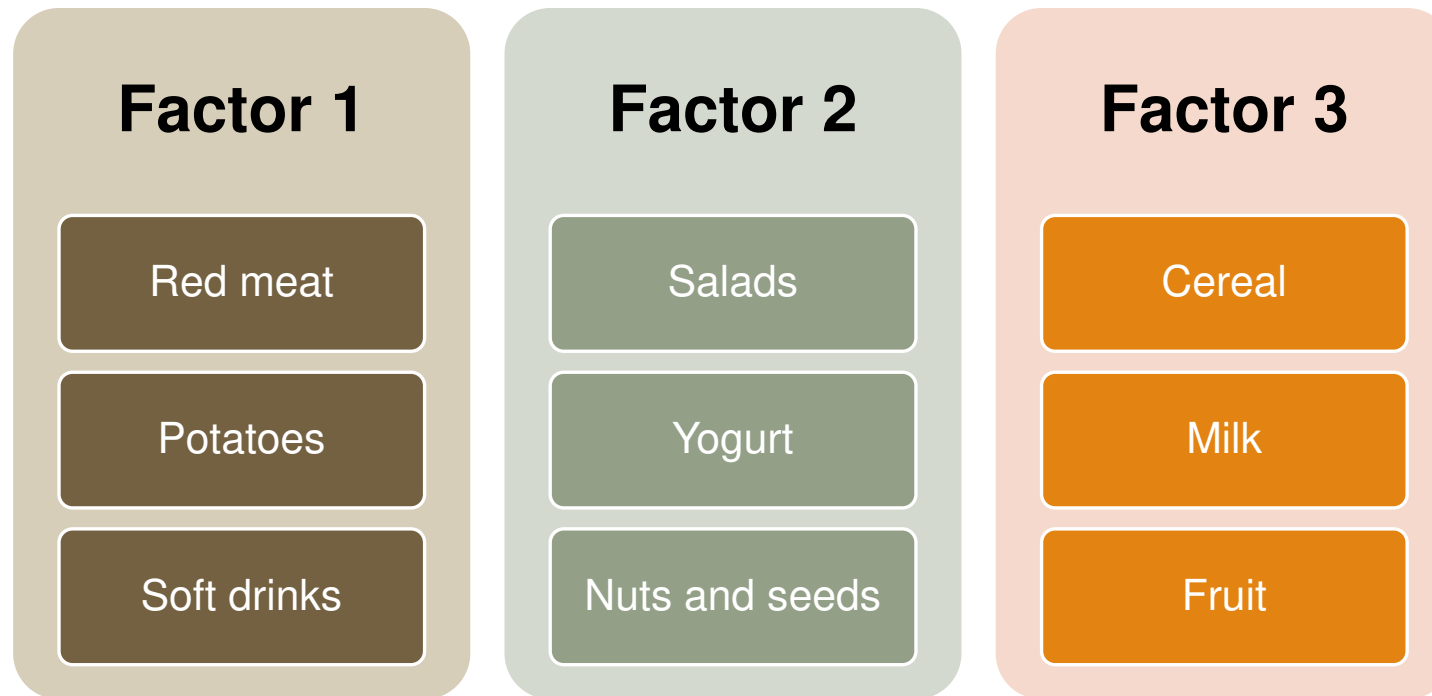 Factor 1
Red meat
Potatoes
Soft drinks
Factor 2
Salads
Yogurt
Nuts and seeds
Factor 3
Cereal
Milk
Fruit